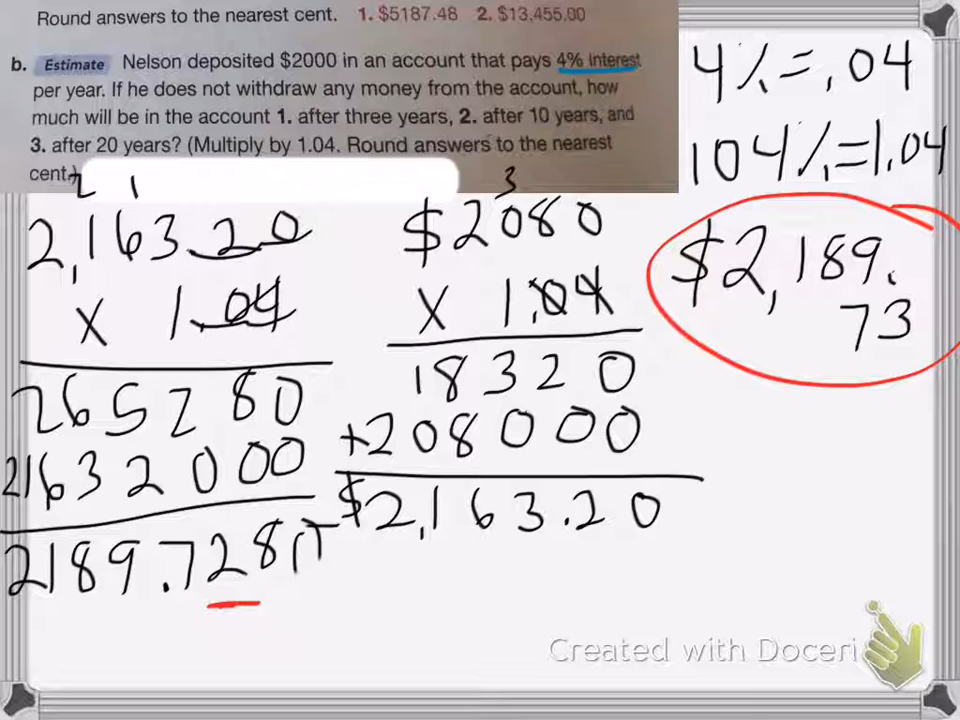 Round answers to the nearest cent. 1. $5187.48 2. $13,455.00
b. Estimate Nelson deposited $2000 in an account that pays 4% interest
per year. If he does not withdraw any money from the account, how
much will be in the account 1. after three years, 2. after 10 years, and
3. after 20 years? (Multiply by 1.04. Round answers to the nearest
cent.
4%=.04
104%=1.04
2 1
2,163.20
x 1.04
265280
21632000
2189.7280
3
$2080
x 1.04
18320
+208000
$2,163.20
$2,189.
73
Created with Doceri